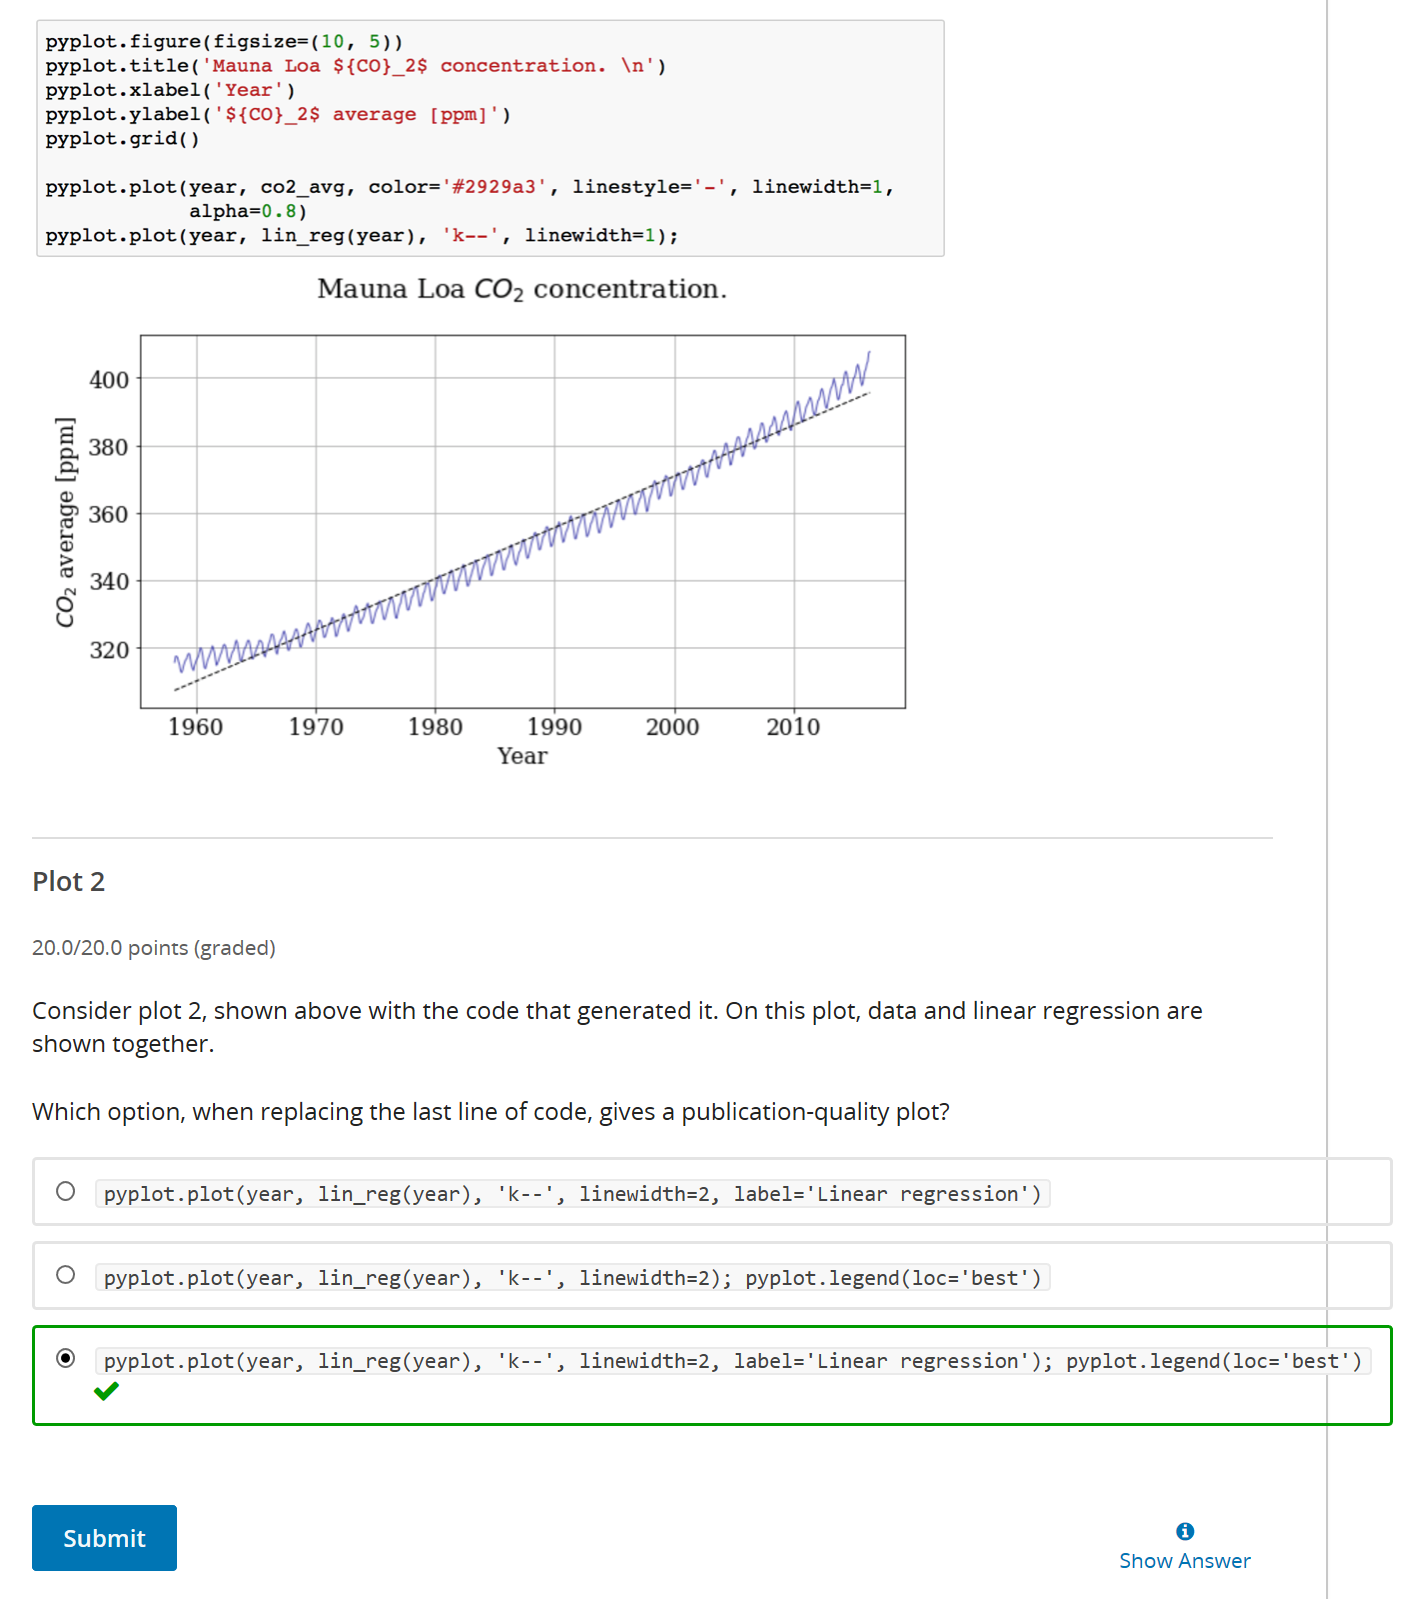 pyplot.figure(figsize=(10, 5))
pyplot.title('Mauna Loa ${CO}_2$ concentration. \n')
pyplot.xlabel('Year')
pyplot.ylabel('${CO}_2$ average [ppm]')
pyplot.grid()
pyplot.plot(year, co2_avg, color='#2929a3', linestyle='-', linewidth=1,
alpha=0.8)
pyplot.plot(year, lin_reg(year), 'k--', linewidth=1);
Mauna Loa CO₂ concentration.
CO₂ average [ppm]
400
380
360
340
320
1960 1970 1980 1990 2000 2010
Year
Plot 2
20.0/20.0 points (graded)
Consider plot 2, shown above with the code that generated it. On this plot, data and linear regression are
shown together.
Which option, when replacing the last line of code, gives a publication-quality plot?
pyplot.plot(year, lin_reg(year), 'k--', linewidth=2, label='Linear regression')
pyplot.plot(year, lin_reg(year), 'k--', linewidth=2); pyplot.legend(loc='best')
pyplot.plot(year, lin_reg(year), 'k--', linewidth=2, label='Linear regression'); pyplot.legend(loc='best')
Submit
Show Answer